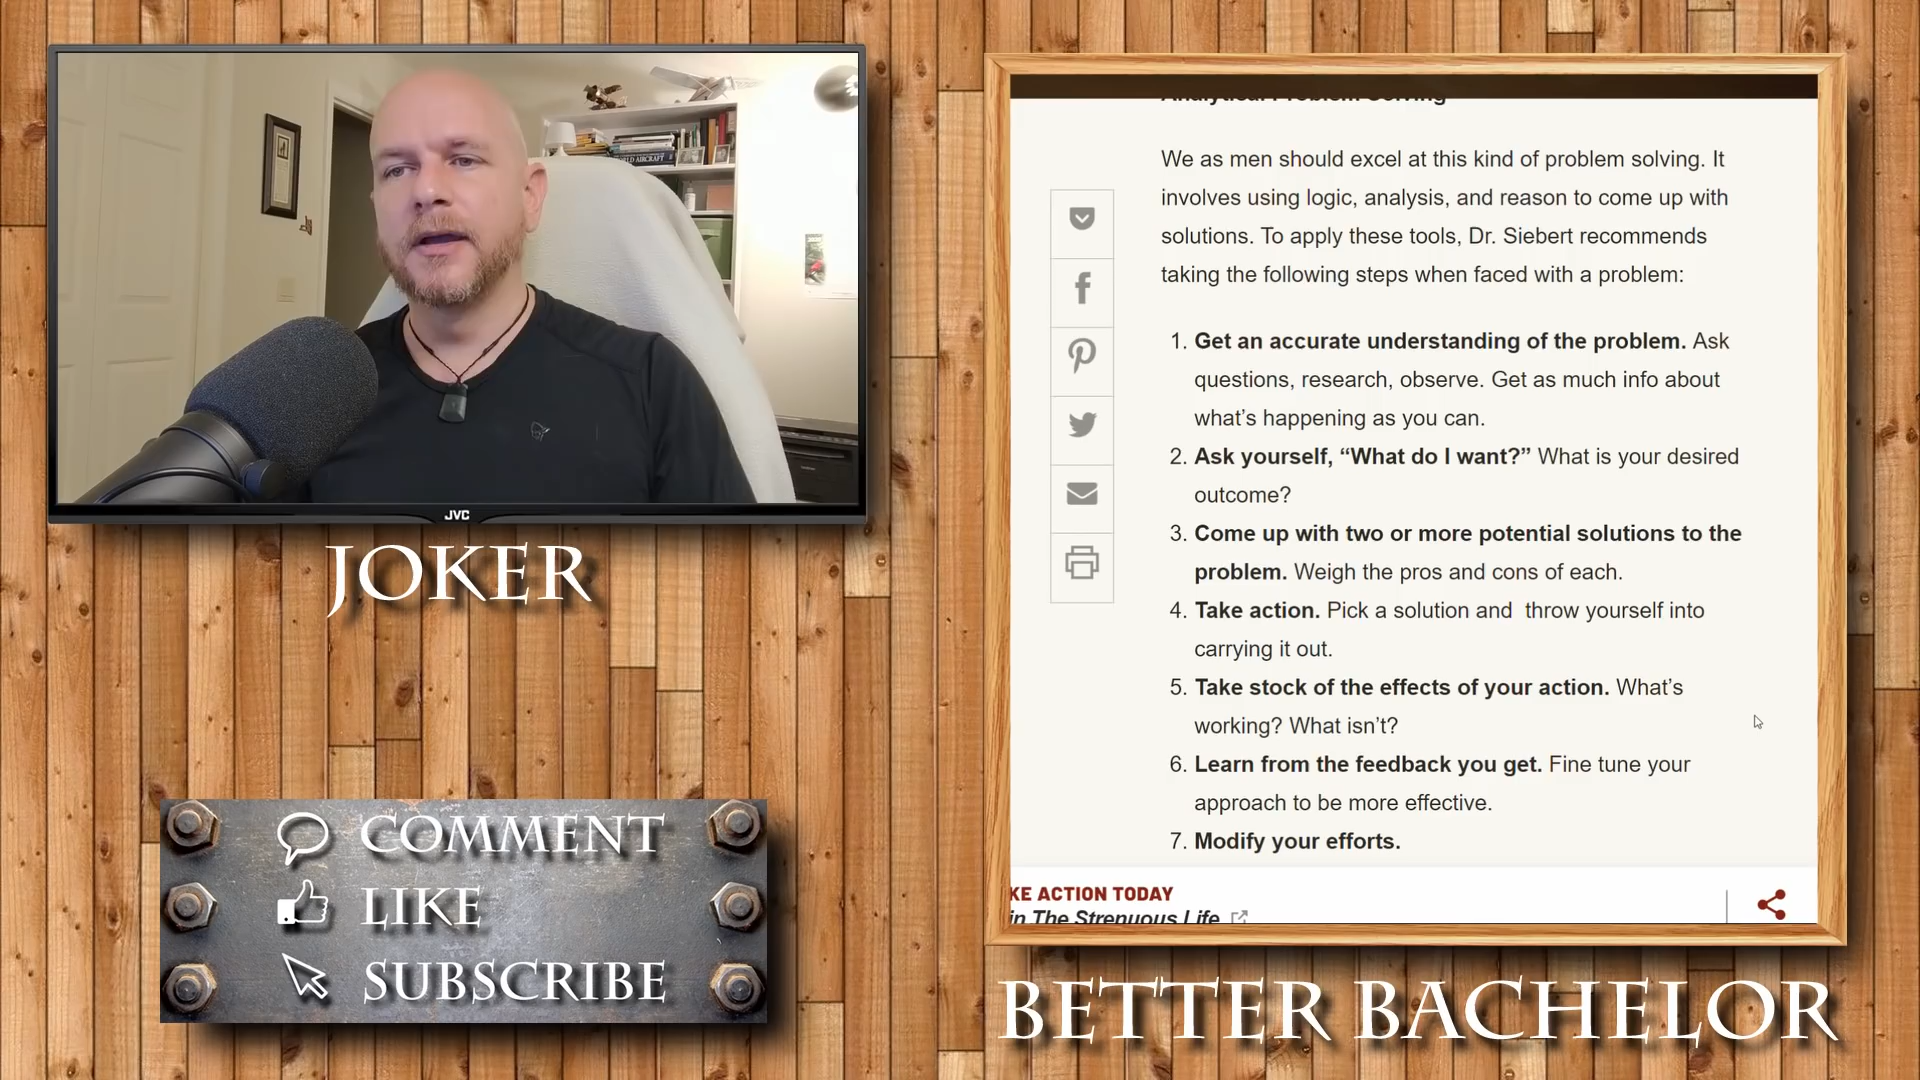 Analytical Problem Solving
We as men should excel at this kind of problem solving. It
involves using logic, analysis, and reason to come up with
solutions. To apply these tools, Dr. Siebert recommends
taking the following steps when faced with a problem:
1. Get an accurate understanding of the problem. Ask
questions, research, observe. Get as much info about
what's happening as you can.
2. Ask yourself, “What do I want?” What is your desired
outcome?
3. Come up with two or more potential solutions to the
problem. Weigh the pros and cons of each.
4. Take action. Pick a solution and throw yourself into
carrying it out.
5. Take stock of the effects of your action. What's
working? What isn't?
6. Learn from the feedback you get. Fine tune your
approach to be more effective.
7. Modify your efforts.
KE ACTION TODAY
in The Strenuous Life
WORLD AIRCRAFT
JVC
JOKER
COMMENT
LIKE
SUBSCRIBE
BETTER BACHELOR